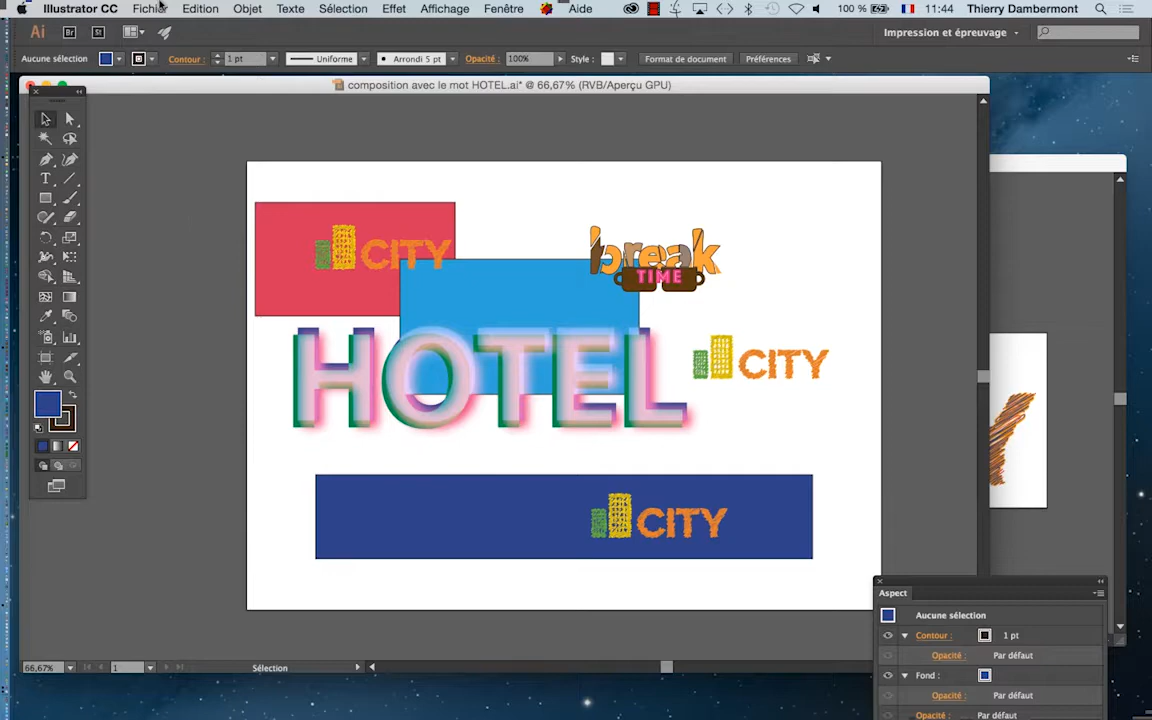 Illustrator CC Fichier Edition Objet Texte Sélection Effet Affichage Fenêtre Aide 100 % 11:44 Thierry Dambermont
Ai Br St Impression et épreuvage
Aucune sélection Contour : 1 pt Uniforme Arrondi 5 pt Opacité : 100% Style : Format de document Préférences
composition avec le mot HOTEL.ai* @ 66,67% (RVB/Aperçu GPU)
CITY
break
TIME
HOTEL
CITY
CITY
Y
Aspect
Aucune sélection
Contour : 1 pt
Opacité : Par défaut
Fond :
Opacité : Par défaut
Opacité : Par défaut
66,67% 1 Sélection